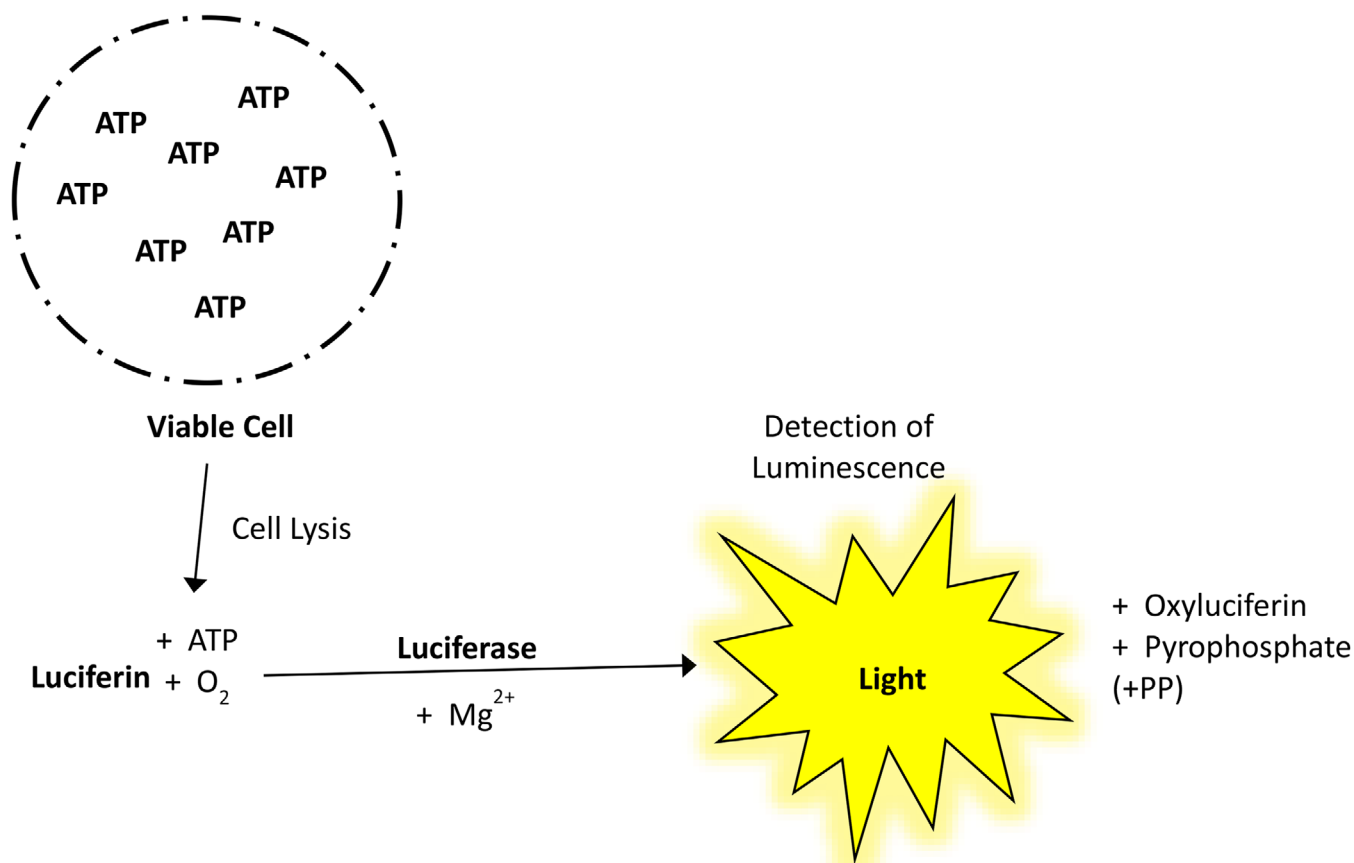 ATP
ATP
ATP
ATP
ATP
ATP
ATP
ATP
Viable Cell
Cell Lysis
Luciferin + ATP
+ O₂
Luciferase
+ Mg²⁺
Detection of
Luminescence
Light
+ Oxyluciferin
+ Pyrophosphate
(+PP)